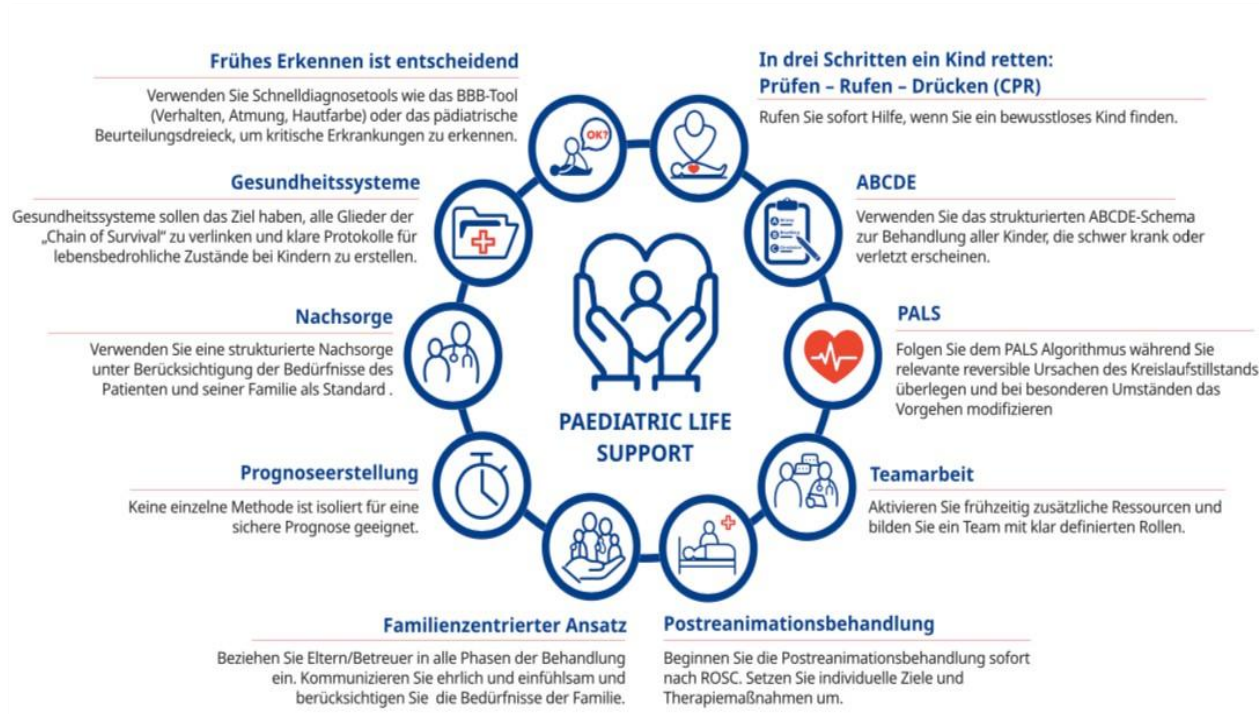 Frühes Erkennen ist entscheidend
Verwenden Sie Schnelldiagnosetools wie das BBB-Tool
(Verhalten, Atmung, Hautfarbe) oder das pädiatrische
Beurteilungsdreieck, um kritische Erkrankungen zu erkennen.
In drei Schritten ein Kind retten:
Prüfen – Rufen – Drücken (CPR)
Rufen Sie sofort Hilfe, wenn Sie ein bewusstloses Kind finden.
OK?
Gesundheitssysteme
Gesundheitssysteme sollen das Ziel haben, alle Glieder der
„Chain of Survival“ zu verlinken und klare Protokolle für
lebensbedrohliche Zustände bei Kindern zu erstellen.
ABCDE
Verwenden Sie das strukturierten ABCDE-Schema
zur Behandlung aller Kinder, die schwer krank oder
verletzt erscheinen.
A
B
C
Nachsorge
Verwenden Sie eine strukturierte Nachsorge
unter Berücksichtigung der Bedürfnisse des
Patienten und seiner Familie als Standard .
PALS
Folgen Sie dem PALS Algorithmus während Sie
relevante reversible Ursachen des Kreislaufstillstands
überlegen und bei besonderen Umständen das
Vorgehen modifizieren
PAEDIATRIC LIFE
SUPPORT
Prognoseerstellung
Keine einzelne Methode ist isoliert für eine
sichere Prognose geeignet.
Teamarbeit
Aktivieren Sie frühzeitig zusätzliche Ressourcen und
bilden Sie ein Team mit klar definierten Rollen.
Familienzentrierter Ansatz
Beziehen Sie Eltern/Betreuer in alle Phasen der Behandlung
ein. Kommunizieren Sie ehrlich und einfühlsam und
berücksichtigen Sie die Bedürfnisse der Familie.
Postreanimationsbehandlung
Beginnen Sie die Postreanimationsbehandlung sofort
nach ROSC. Setzen Sie individuelle Ziele und
Therapiemaßnahmen um.